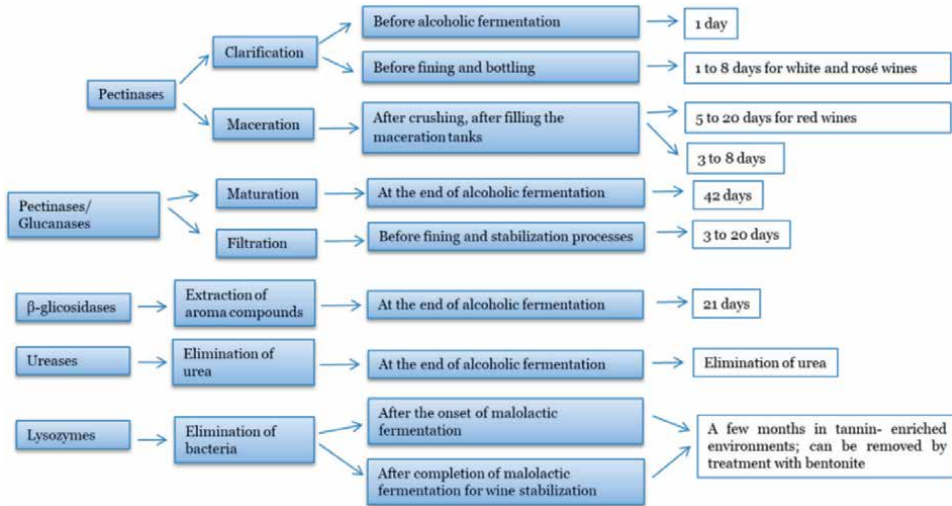 Before alcoholic fermentation
1 day
Clarification
Before fining and bottling
1 to 8 days for white and rosé wines
Pectinases
Maceration
After crushing, after filling the
maceration tanks
5 to 20 days for red wines
3 to 8 days
Pectinases/
Glucanases
Maturation
At the end of alcoholic fermentation
42 days
Filtration
Before fining and stabilization processes
3 to 20 days
β-glicosidases
Extraction of
aroma compounds
At the end of alcoholic fermentation
21 days
Ureases
Elimination of
urea
At the end of alcoholic fermentation
Elimination of urea
Lysozymes
Elimination of
bacteria
After the onset of malolactic
fermentation
After completion of malolactic
fermentation for wine stabilization
A few months in tannin- enriched
environments; can be removed by
treatment with bentonite